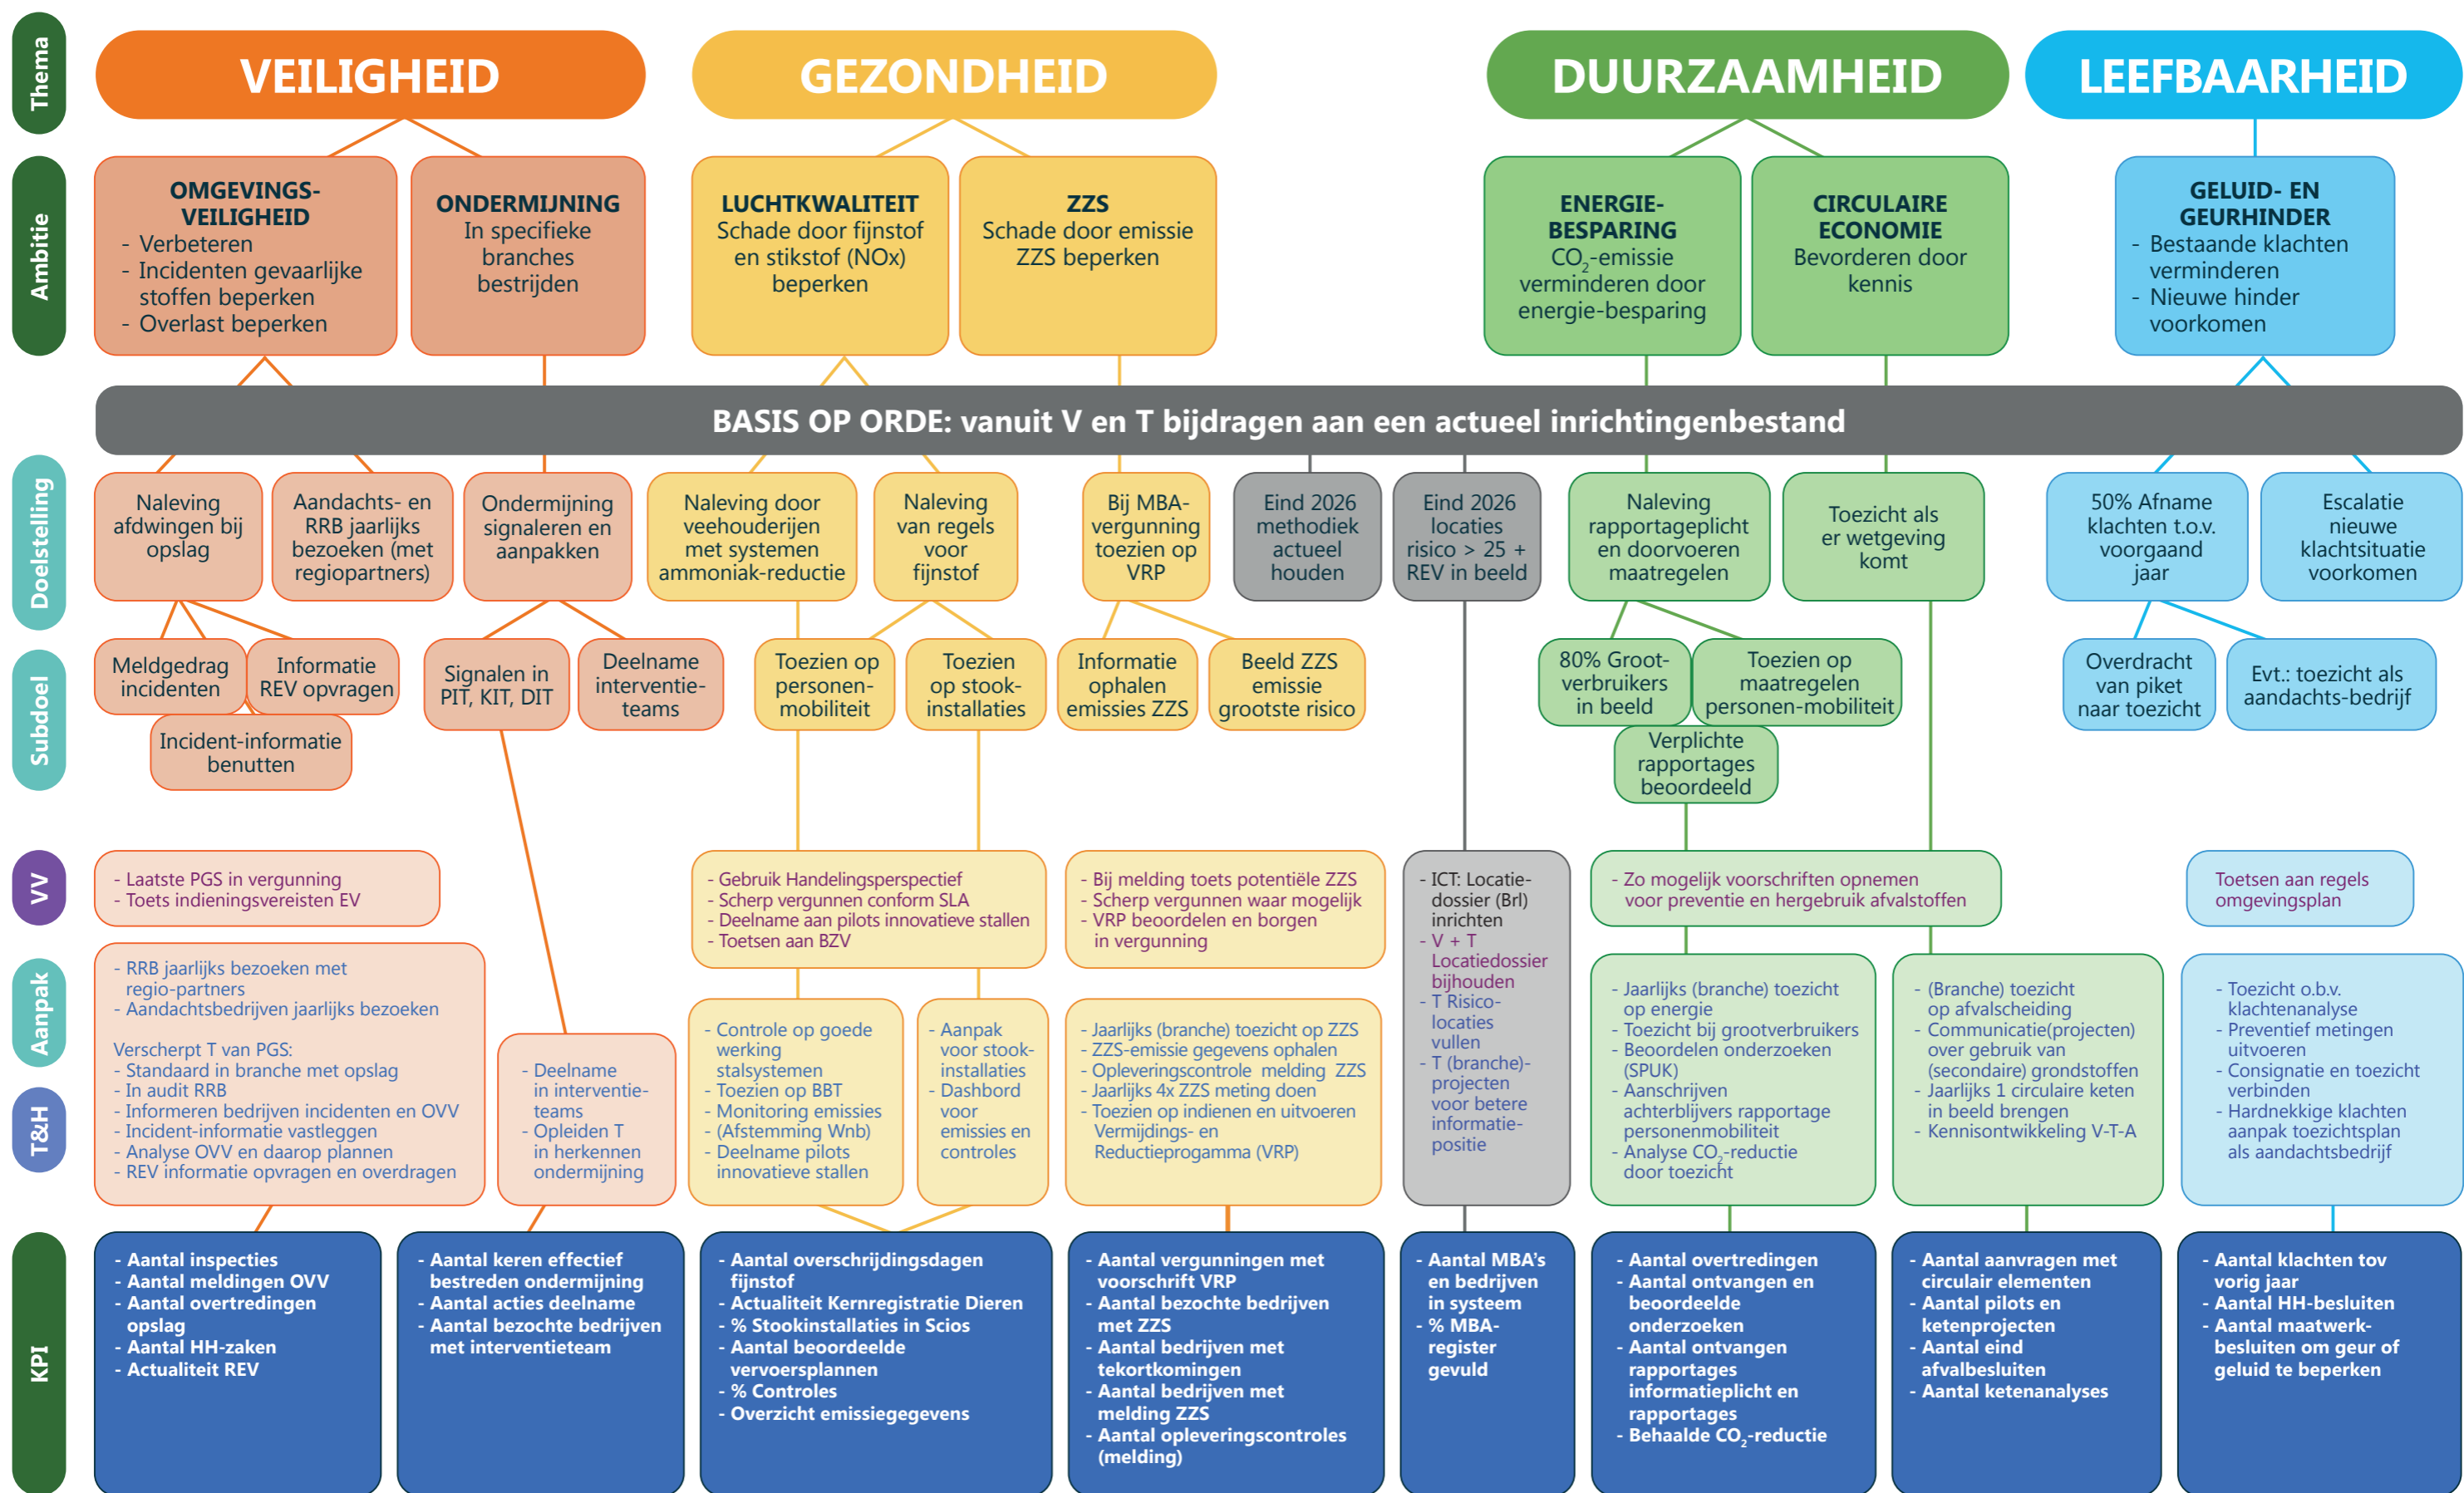 Thema
VEILIGHEID
GEZONDHEID
DUURZAAMHEID
LEEFBAARHEID
Ambitie
OMGEVINGS-
VEILIGHEID
- Verbeteren
- Incidenten gevaarlijke
stoffen beperken
- Overlast beperken
ONDERMIJNING
In specifieke
branches
bestrijden
LUCHTKWALITEIT
Schade door fijnstof
en stikstof (NOx)
beperken
ZZS
Schade door emissie
ZZS beperken
ENERGIE-
BESPARING
CO₂-emissie
verminderen door
energie-besparing
CIRCULAIRE
ECONOMIE
Bevorderen door
kennis
GELUID- EN
GEURHINDER
- Bestaande klachten
verminderen
- Nieuwe hinder
voorkomen
BASIS OP ORDE: vanuit V en T bijdragen aan een actueel inrichtingenbestand
Doelstelling
Naleving
afdwingen bij
opslag
Aandachts- en
RRB jaarlijks
bezoeken (met
regiopartners)
Ondermijning
signaleren en
aanpakken
Naleving door
veehouderijen
met systemen
ammoniak-reductie
Naleving
van regels
voor
fijnstof
Bij MBA-
vergunning
toezien op
VRP
Eind 2026
methodiek
actueel
houden
Eind 2026
locaties
risico > 25 +
REV in beeld
Naleving
rapportageplicht
en doorvoeren
maatregelen
Toezicht als
er wetgeving
komt
50% Afname
klachten t.o.v.
voorgaand
jaar
Escalatie
nieuwe
klachtsituatie
voorkomen
Subdoel
Meldgedrag
incidenten
Informatie
REV opvragen
Incident-informatie
benutten
Signalen in
PIT, KIT, DIT
Deelname
interventie-
teams
Toezien op
personen-
mobiliteit
Toezien
op stook-
installaties
Informatie
ophalen
emissies ZZS
Beeld ZZS
emissie
grootste risico
80% Groot-
verbruikers
in beeld
Toezien op
maatregelen
personen-mobiliteit
Verplichte
rapportages
beoordeeld
Overdracht
van piket
naar toezicht
Evt.: toezicht als
aandachts-bedrijf
VV
- Laatste PGS in vergunning
- Toets indieningsvereisten EV
- Gebruik Handelingsperspectief
- Scherp vergunnen conform SLA
- Deelname aan pilots innovatieve stallen
- Toetsen aan BZV
- Bij melding toets potentiële ZZS
- Scherp vergunnen waar mogelijk
- VRP beoordelen en borgen
in vergunning
- ICT: Locatie-
dossier (Brl)
inrichten
- V + T
Locatiedossier
bijhouden
- T Risico-
locaties
vullen
- T (branche)-
projecten
voor betere
informatie-
positie
- Zo mogelijk voorschriften opnemen
voor preventie en hergebruik afvalstoffen
Toetsen aan regels
omgevingsplan
Aanpak
T&H
- RRB jaarlijks bezoeken met
regio-partners
- Aandachtsbedrijven jaarlijks bezoeken
Verscherpt T van PGS:
- Standaard in branche met opslag
- In audit RRB
- Informeren bedrijven incidenten en OVV
- Incident-informatie vastleggen
- Analyse OVV en daarop plannen
- REV informatie opvragen en overdragen
- Deelname
in interventie-
teams
- Opleiden T
in herkennen
ondermijning
- Controle op goede
werking
stalsystemen
- Toezien op BBT
- Monitoring emissies
- (Afstemming Wnb)
- Deelname pilots
innovatieve stallen
- Aanpak
voor stook-
installaties
- Dashbord
voor
emissies en
controles
- Jaarlijks (branche) toezicht op ZZS
- ZZS-emissie gegevens ophalen
- Opleveringscontrole melding ZZS
- Jaarlijks 4x ZZS meting doen
- Toezien op indienen en uitvoeren
Vermijdings- en
Reductieprogamma (VRP)
- Jaarlijks (branche) toezicht
op energie
- Toezicht bij grootverbruikers
- Beoordelen onderzoeken
(SPUK)
- Aanschrijven
achterblijvers rapportage
personenmobiliteit
- Analyse CO₂-reductie
door toezicht
- (Branche) toezicht
op afvalscheiding
- Communicatie(projecten)
over gebruik van
(secondaire) grondstoffen
- Jaarlijks 1 circulaire keten
in beeld brengen
- Kennisontwikkeling V-T-A
- Toezicht o.b.v.
klachtenanalyse
- Preventief metingen
uitvoeren
- Consignatie en toezicht
verbinden
- Hardnekkige klachten
aanpak toezichtsplan
als aandachtsbedrijf
KPI
- Aantal inspecties
- Aantal meldingen OVV
- Aantal overtredingen
opslag
- Aantal HH-zaken
- Actualiteit REV
- Aantal keren effectief
bestreden ondermijning
- Aantal acties deelname
- Aantal bezochte bedrijven
met interventieteam
- Aantal overschrijdingsdagen
fijnstof
- Actualiteit Kernregistratie Dieren
- % Stookinstallaties in Scios
- Aantal beoordeelde
vervoersplannen
- % Controles
- Overzicht emissiegegevens
- Aantal vergunningen met
voorschrift VRP
- Aantal bezochte bedrijven
met ZZS
- Aantal bedrijven met
tekortkomingen
- Aantal bedrijven met
melding ZZS
- Aantal opleveringscontroles
(melding)
- Aantal MBA's
en bedrijven
in systeem
- % MBA-
register
gevuld
- Aantal overtredingen
- Aantal ontvangen en
beoordeelde
onderzoeken
- Aantal ontvangen
rapportages
informatieplicht en
rapportages
- Behaalde CO₂-reductie
- Aantal aanvragen met
circulair elementen
- Aantal pilots en
ketenprojecten
- Aantal eind
afvalbesluiten
- Aantal ketenanalyses
- Aantal klachten tov
vorig jaar
- Aantal HH-besluiten
- Aantal maatwerk-
besluiten om geur of
geluid te beperken